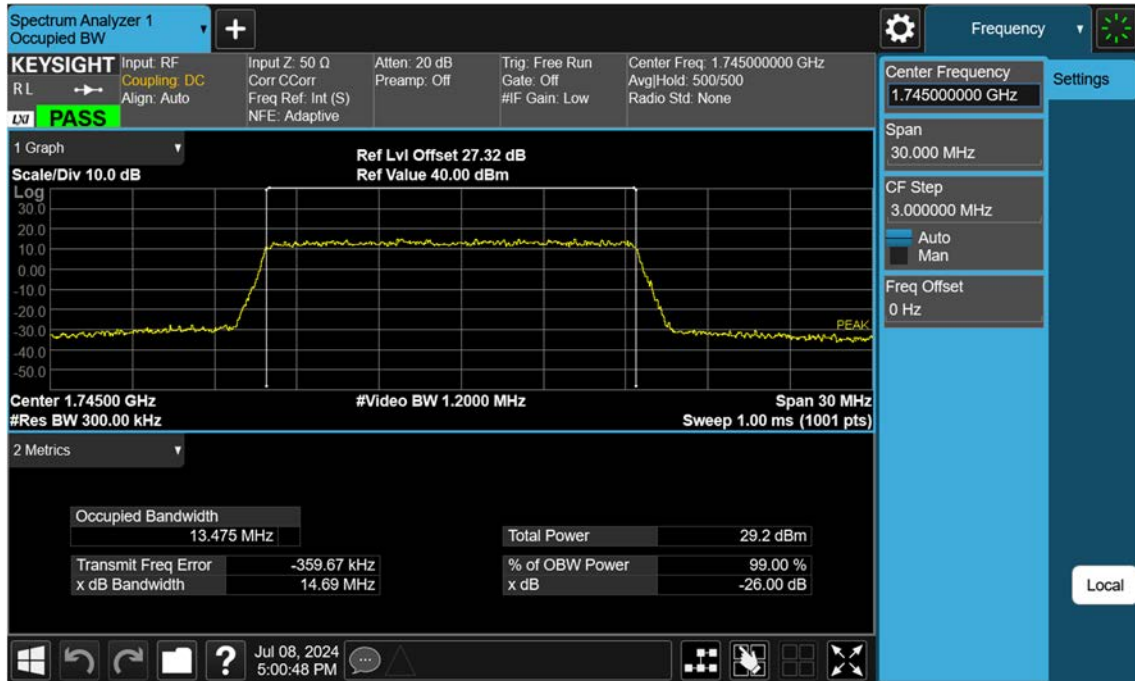 Spectrum Analyzer 1
Occupied BW
+
Frequency
KEYSIGHT
R L
LXI
PASS
Input: RF
Coupling: DC
Align: Auto
Input Z: 50 Ω
Corr CCorr
Freq Ref: Int (S)
NFE: Adaptive
Atten: 20 dB
Preamp: Off
Trig: Free Run
Gate: Off
#IF Gain: Low
Center Freq: 1.745000000 GHz
Avg|Hold: 500/500
Radio Std: None
Center Frequency
1.745000000 GHz
Settings
Span
30.000 MHz
CF Step
3.000000 MHz
Auto
Man
Freq Offset
0 Hz
Local
1 Graph
Ref Lvl Offset 27.32 dB
Scale/Div 10.0 dB
Ref Value 40.00 dBm
Log
30.0
20.0
10.0
0.00
-10.0
-20.0
-30.0
-40.0
-50.0
PEAK
Center 1.74500 GHz
#Video BW 1.2000 MHz
Span 30 MHz
#Res BW 300.00 kHz
Sweep 1.00 ms (1001 pts)
2 Metrics
Occupied Bandwidth
13.475 MHz
Total Power 29.2 dBm
Transmit Freq Error -359.67 kHz
% of OBW Power 99.00 %
x dB Bandwidth 14.69 MHz
x dB -26.00 dB
?
Jul 08, 2024
5:00:48 PM